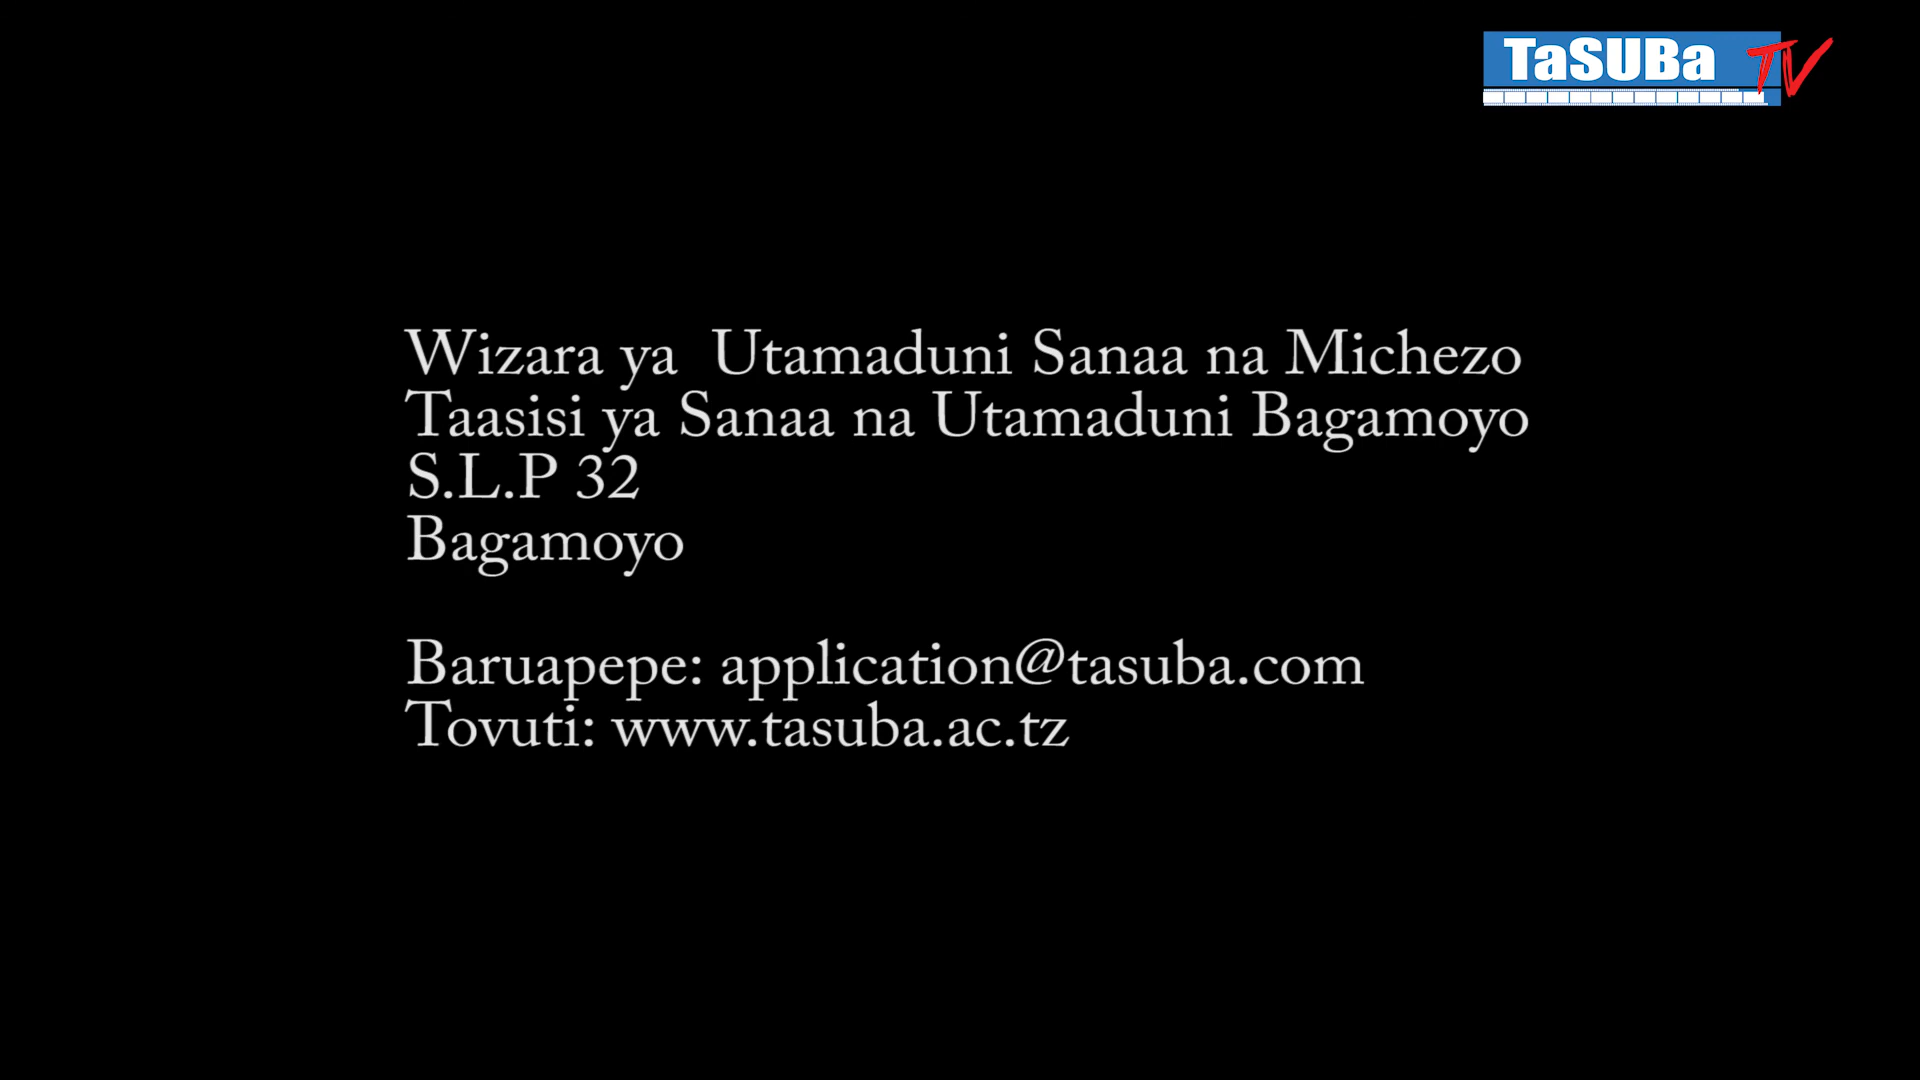 TaSUBa TV
Wizara ya Utamaduni Sanaa na Michezo
Taasisi ya Sanaa na Utamaduni Bagamoyo
S.L.P 32
Bagamoyo
Baruapepe: application@tasuba.com
Tovuti: www.tasuba.ac.tz